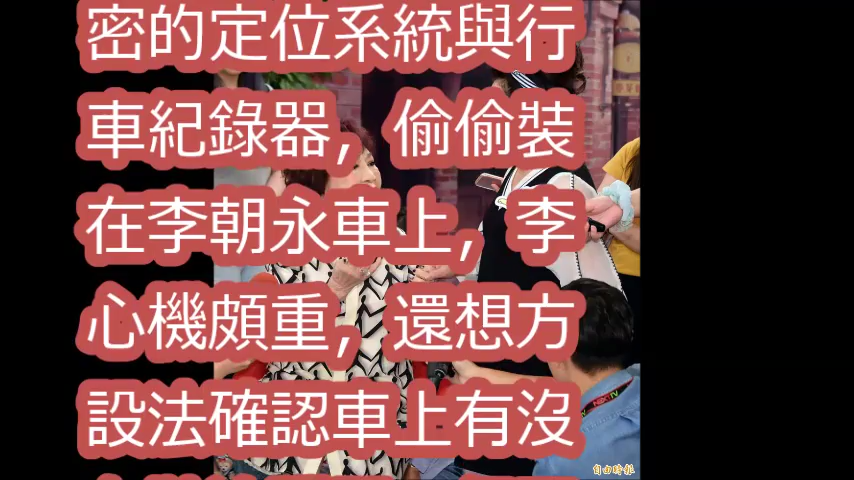 密的定位系統與行
車紀錄器，偷偷裝
在李朝永車上，李
心機頗重，還想方
設法確認車上有沒
自由時報